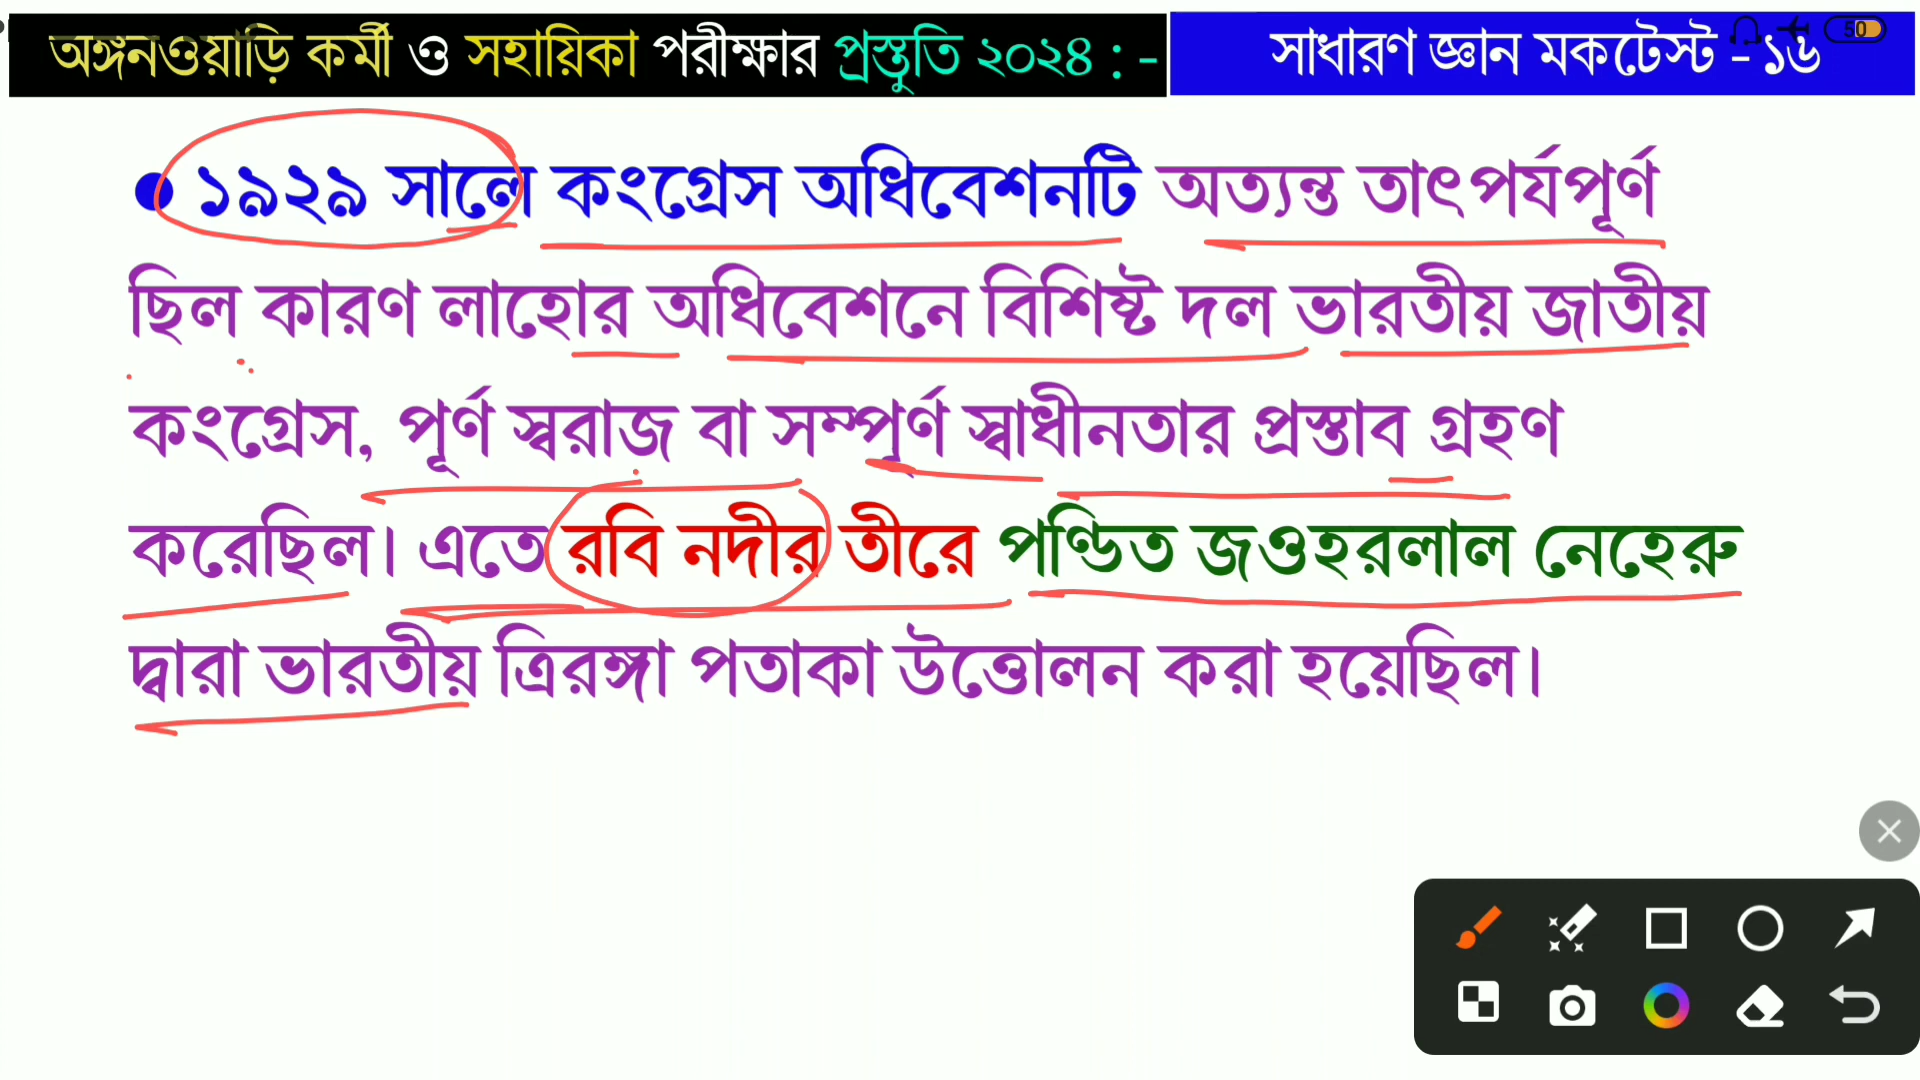 অঙ্গনওয়াড়ি কর্মী ও সহায়িকা পরীক্ষার প্রস্তুতি ২০২৪ : -
সাধারণ জ্ঞান মকটেস্ট - ১৬
50
● ১৯২৯ সালে কংগ্রেস অধিবেশনটি অত্যন্ত তাৎপর্যপূর্ণ
ছিল কারণ লাহোর অধিবেশনে বিশিষ্ট দল ভারতীয় জাতীয়
কংগ্রেস, পূর্ণ স্বরাজ বা সম্পূর্ণ স্বাধীনতার প্রস্তাব গ্রহণ
করেছিল। এতে রবি নদীর তীরে পণ্ডিত জওহরলাল নেহেরু
দ্বারা ভারতীয় ত্রিরঙ্গা পতাকা উত্তোলন করা হয়েছিল।